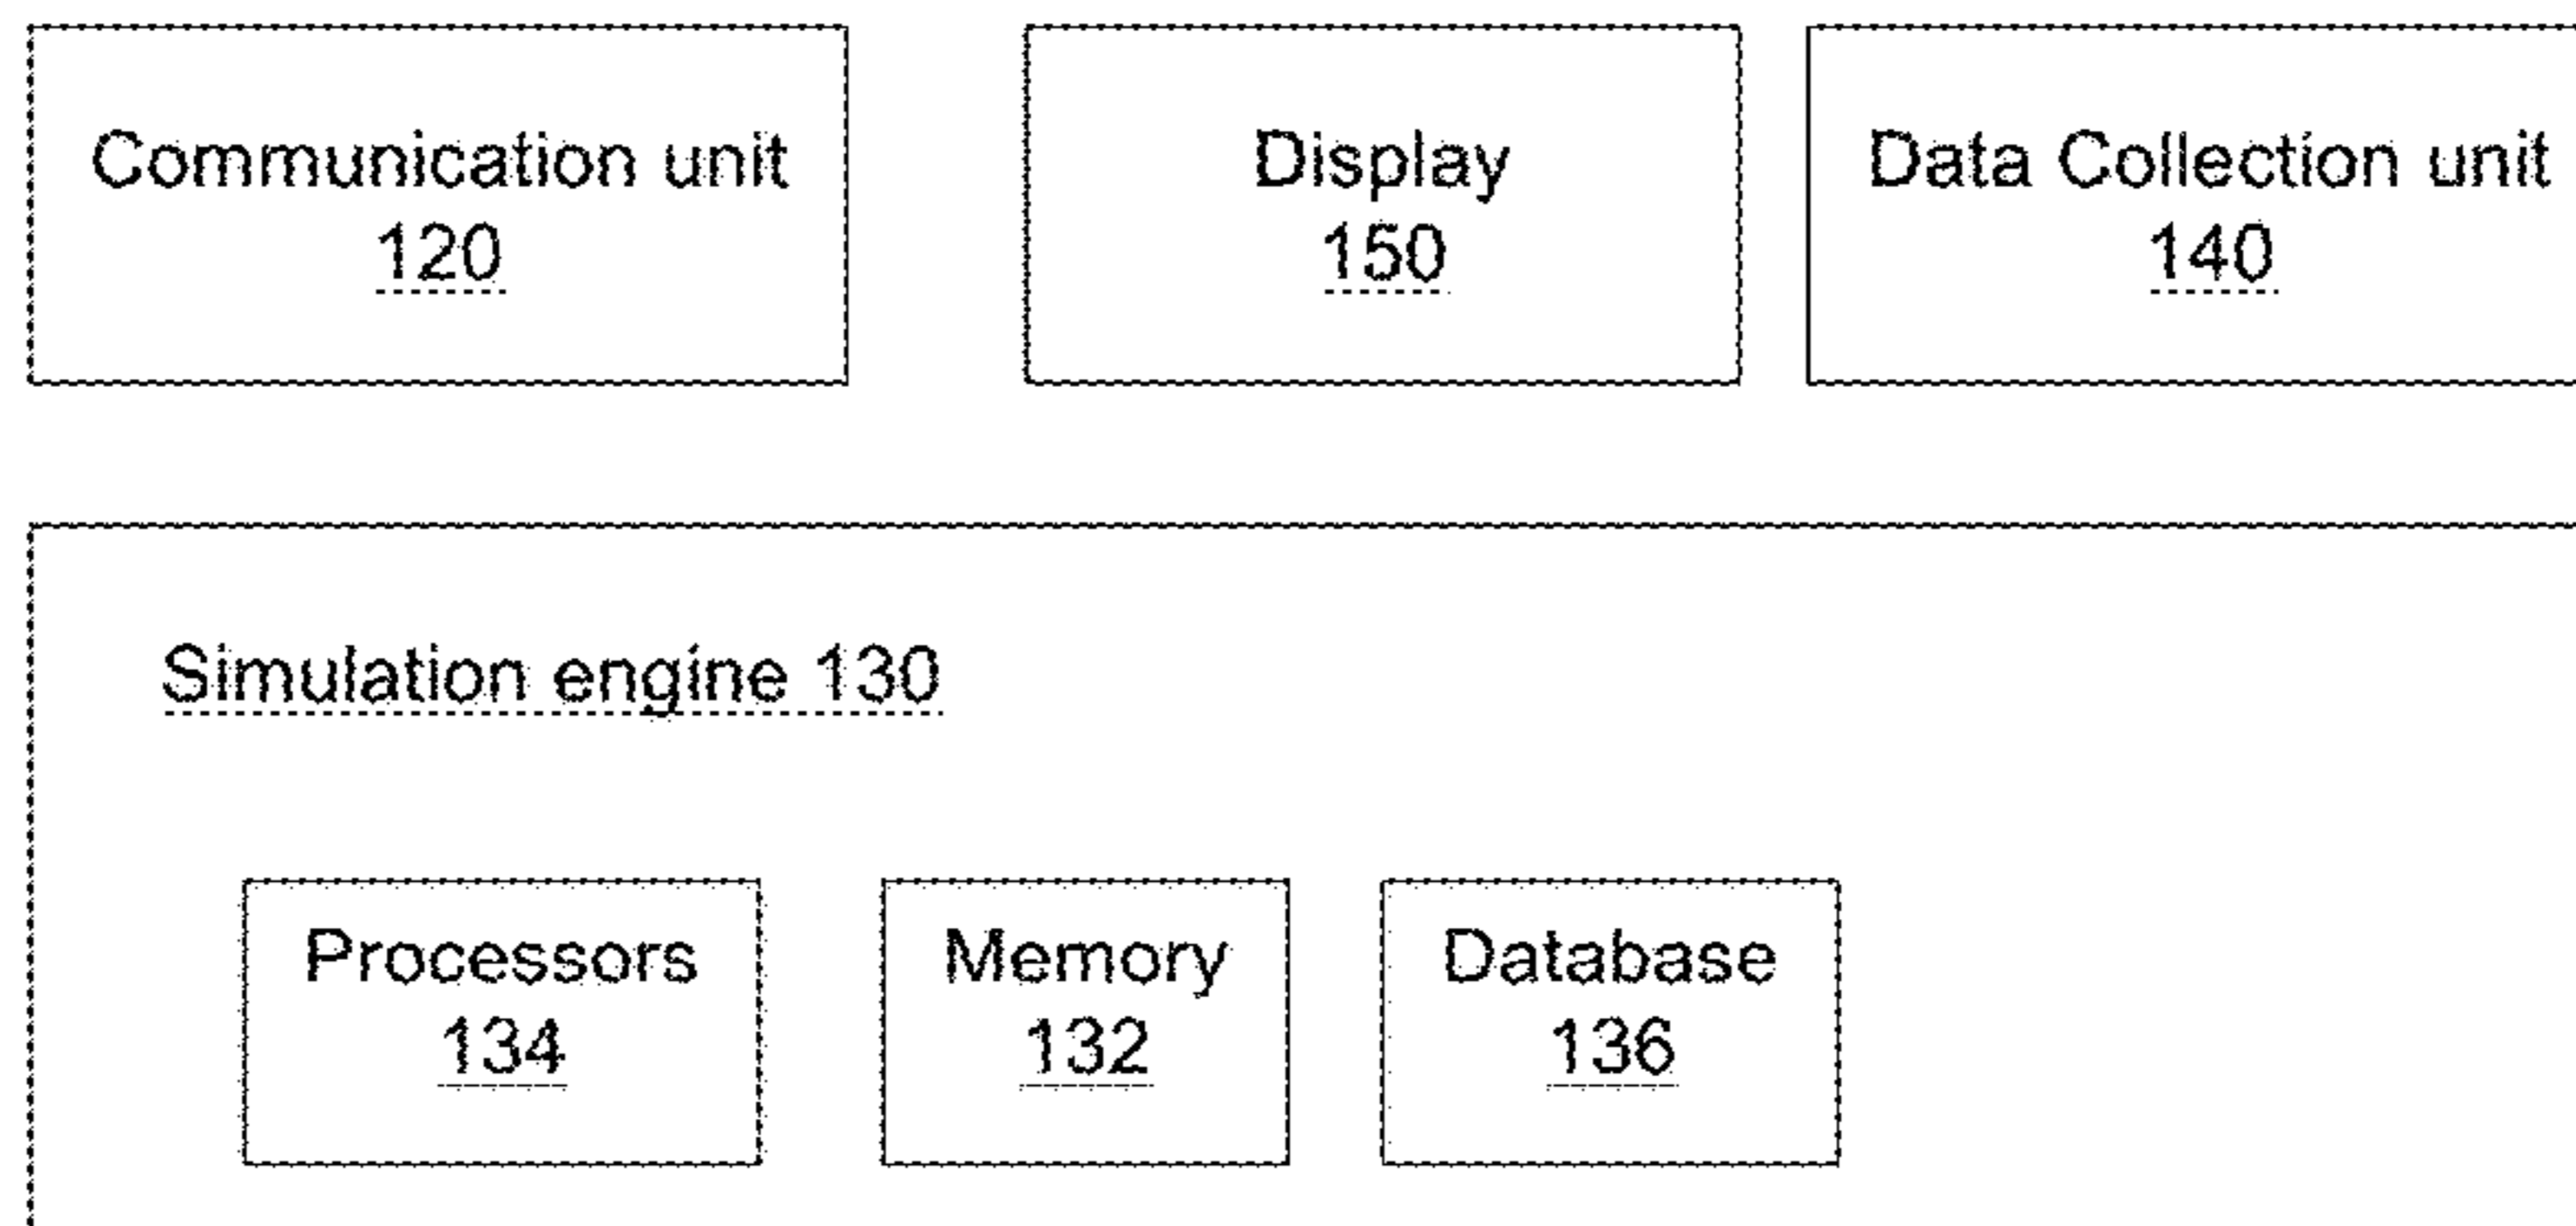 Communication unit
120
Display
150
Data Collection unit
140
Simulation engine 130
Processors
134
Memory
132
Database
136